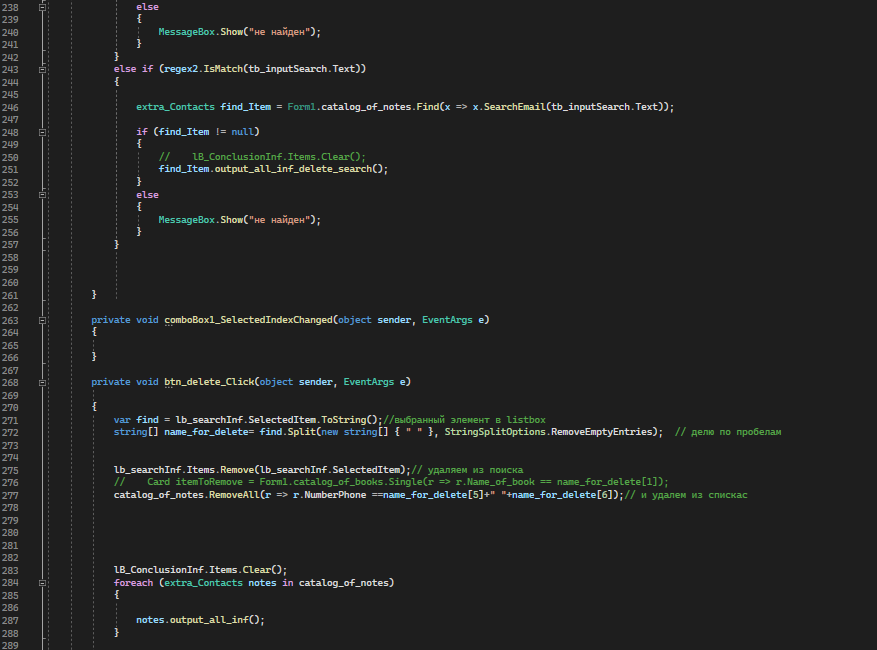 238 else
239 {
240 MessageBox.Show("не найден");
241 }
242 }
243 else if (regex2.IsMatch(tb_inputSearch.Text))
244 {
245
246 extra_Contacts find_Item = Form1.catalog_of_notes.Find(x => x.SearchEmail(tb_inputSearch.Text));
247
248 if (find_Item != null)
249 {
250 // lB_ConclusionInf.Items.Clear();
251 find_Item.output_all_inf_delete_search();
252 }
253 else
254 {
255 MessageBox.Show("не найден");
256 }
257 }
258
259
260
261 }
262
263 private void comboBox1_SelectedIndexChanged(object sender, EventArgs e)
264 {
265
266 }
267
268 private void btn_delete_Click(object sender, EventArgs e)
269
270 {
271 var find = lb_searchInf.SelectedItem.ToString();//выбранный элемент в listbox
272 string[] name_for_delete= find.Split(new string[] { " " }, StringSplitOptions.RemoveEmptyEntries); // делю по пробелам
273
274
275 lb_searchInf.Items.Remove(lb_searchInf.SelectedItem);// удаляем из поиска
276 // Card itemToRemove = Form1.catalog_of_books.Single(r => r.Name_of_book == name_for_delete[1]);
277 catalog_of_notes.RemoveAll(r => r.NumberPhone ==name_for_delete[5]+" "+name_for_delete[6]);// и удалем из спискас
278
279
280
281
282
283 lB_ConclusionInf.Items.Clear();
284 foreach (extra_Contacts notes in catalog_of_notes)
285 {
286
287 notes.output_all_inf();
288 }
289